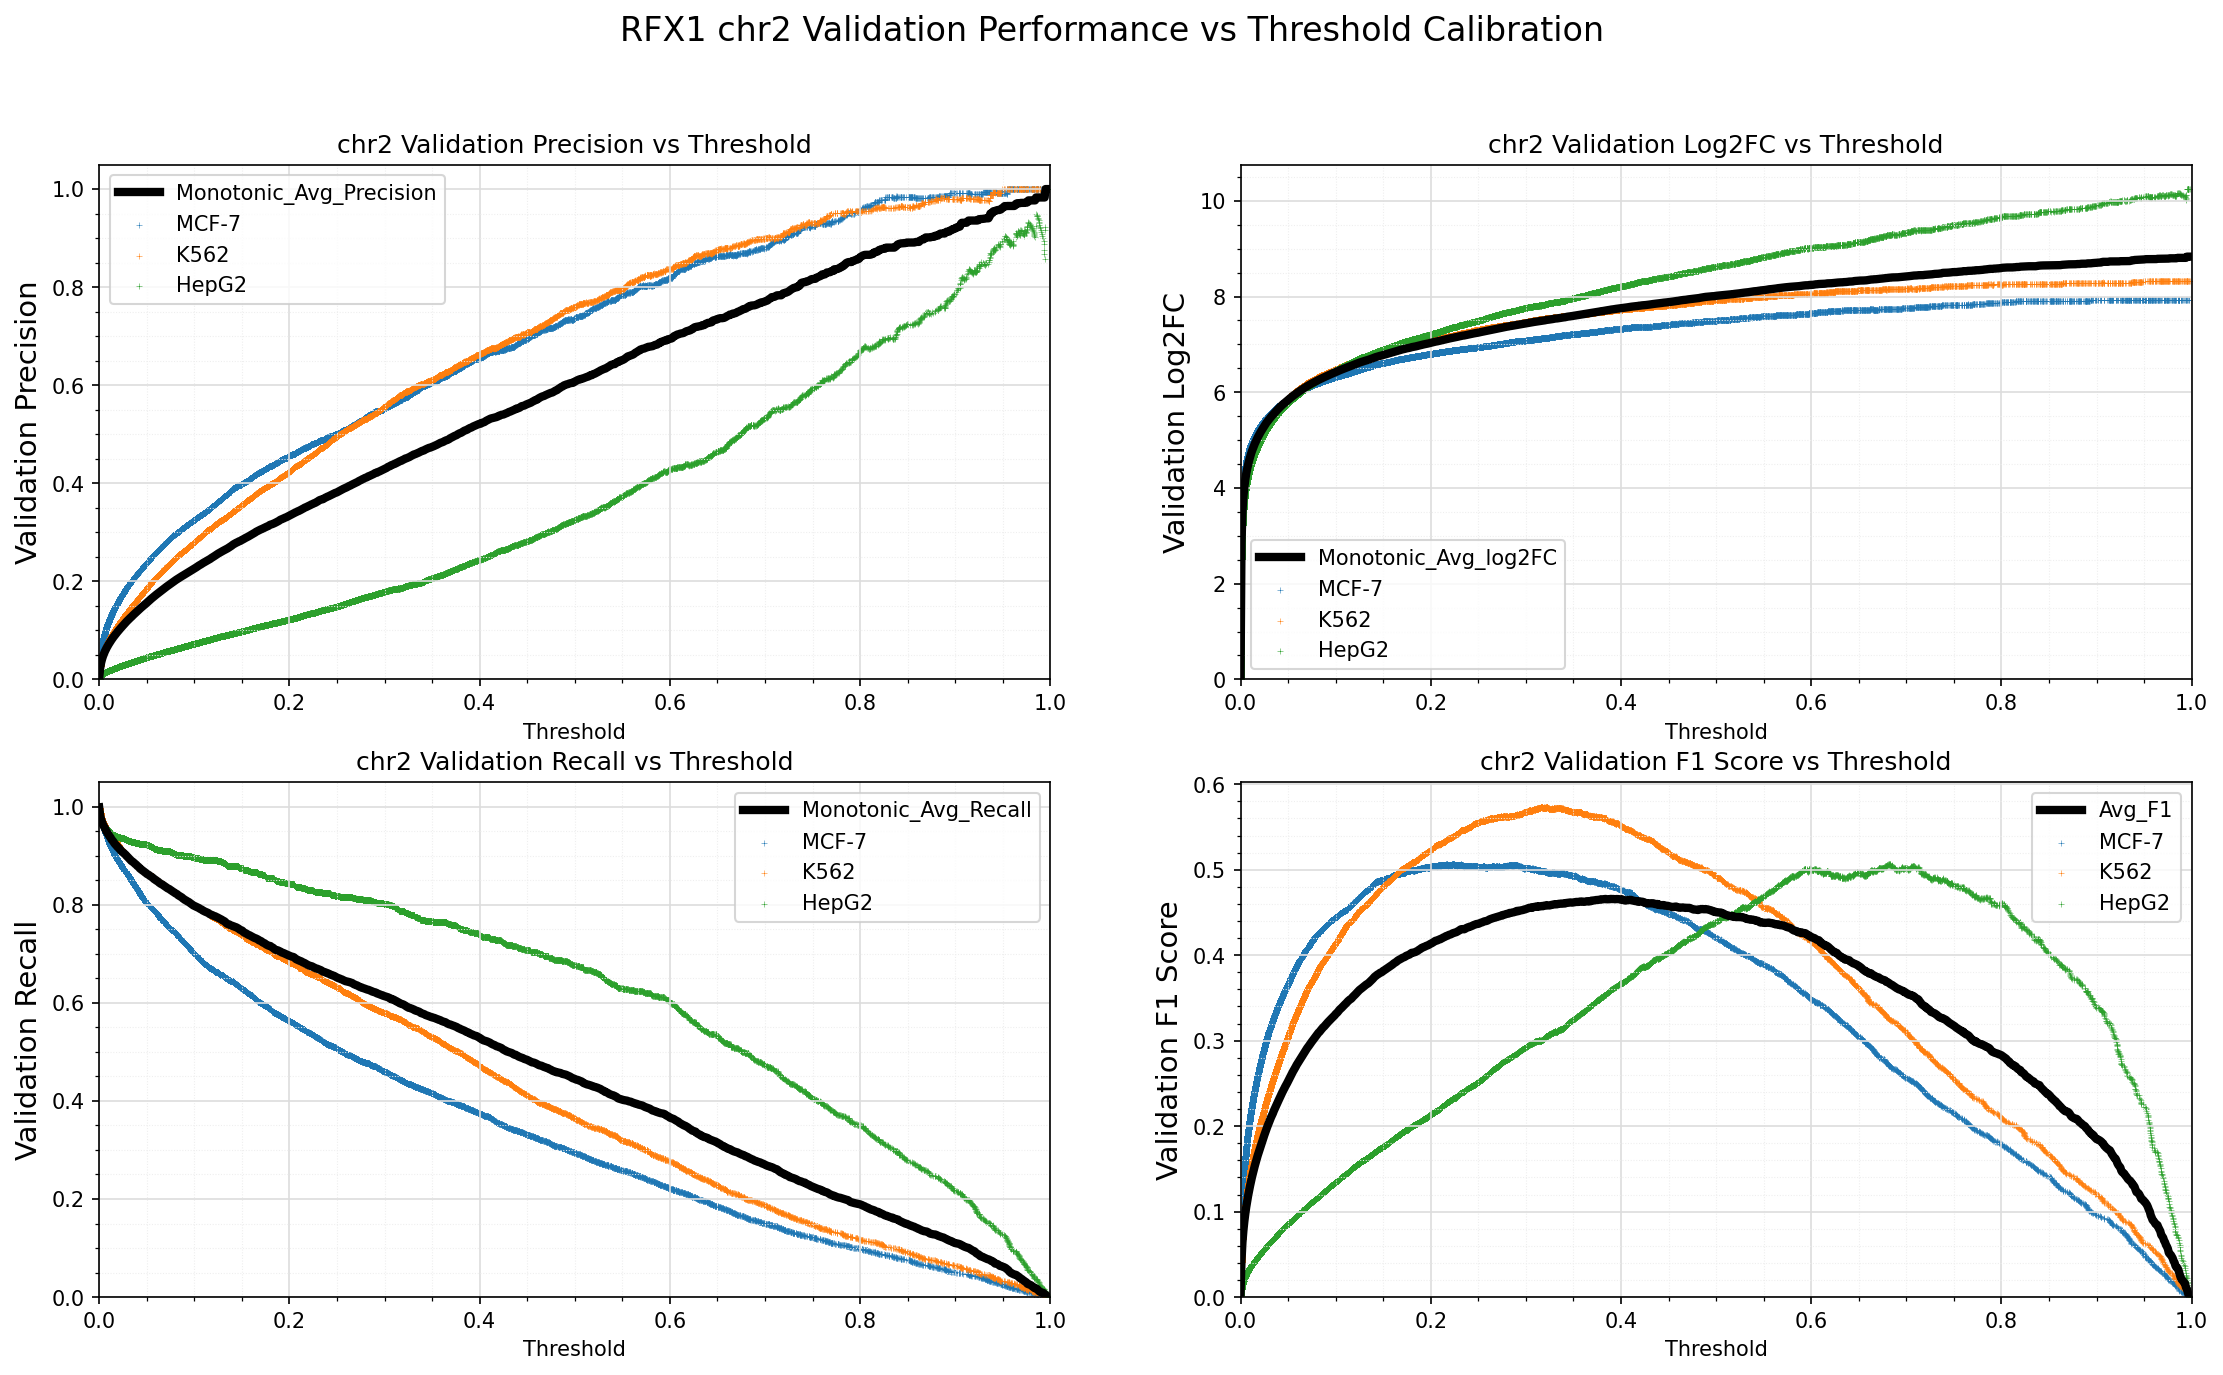 RFX1 chr2 Validation Performance vs Threshold Calibration
chr2 Validation Precision vs Threshold
Validation Precision
1.0
0.8
0.6
0.4
0.2
0.0
Monotonic_Avg_Precision
MCF-7
K562
HepG2
0.0 0.2 0.4 0.6 0.8 1.0
Threshold
chr2 Validation Log2FC vs Threshold
Validation Log2FC
10
8
6
4
2
0
Monotonic_Avg_log2FC
MCF-7
K562
HepG2
0.0 0.2 0.4 0.6 0.8 1.0
Threshold
chr2 Validation Recall vs Threshold
Validation Recall
1.0
0.8
0.6
0.4
0.2
0.0
Monotonic_Avg_Recall
MCF-7
K562
HepG2
0.0 0.2 0.4 0.6 0.8 1.0
Threshold
chr2 Validation F1 Score vs Threshold
Validation F1 Score
0.6
0.5
0.4
0.3
0.2
0.1
0.0
Avg_F1
MCF-7
K562
HepG2
0.0 0.2 0.4 0.6 0.8 1.0
Threshold